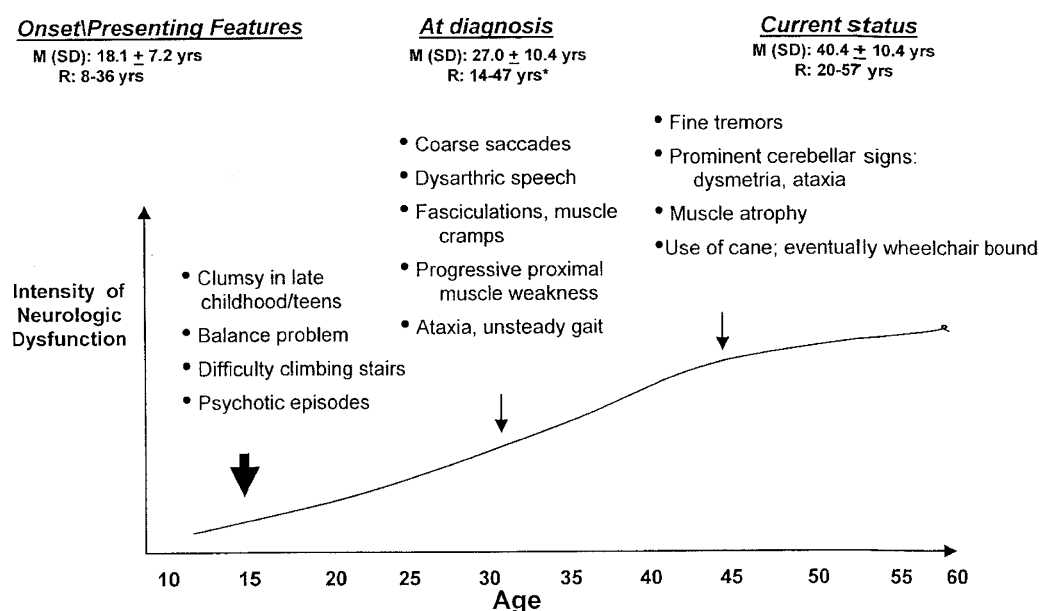 Onset\Presenting Features
M (SD): 18.1 ± 7.2 yrs
R: 8-36 yrs
At diagnosis
M (SD): 27.0 ± 10.4 yrs
R: 14-47 yrs*
Current status
M (SD): 40.4 ± 10.4 yrs
R: 20-57 yrs
Intensity of
Neurologic
Dysfunction
• Clumsy in late
childhood/teens
• Balance problem
• Difficulty climbing stairs
• Psychotic episodes
• Coarse saccades
• Dysarthric speech
• Fasciculations, muscle
cramps
• Progressive proximal
muscle weakness
• Ataxia, unsteady gait
• Fine tremors
• Prominent cerebellar signs:
dysmetria, ataxia
• Muscle atrophy
•Use of cane; eventually wheelchair bound
10 15 20 25 30 35 40 45 50 55 60
Age